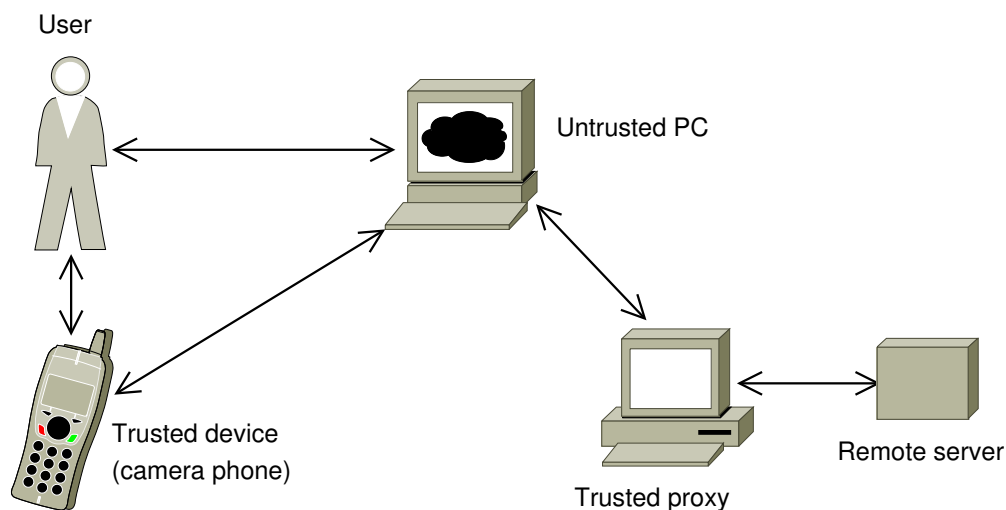 User
Untrusted PC
Trusted device
(camera phone)
Trusted proxy
Remote server